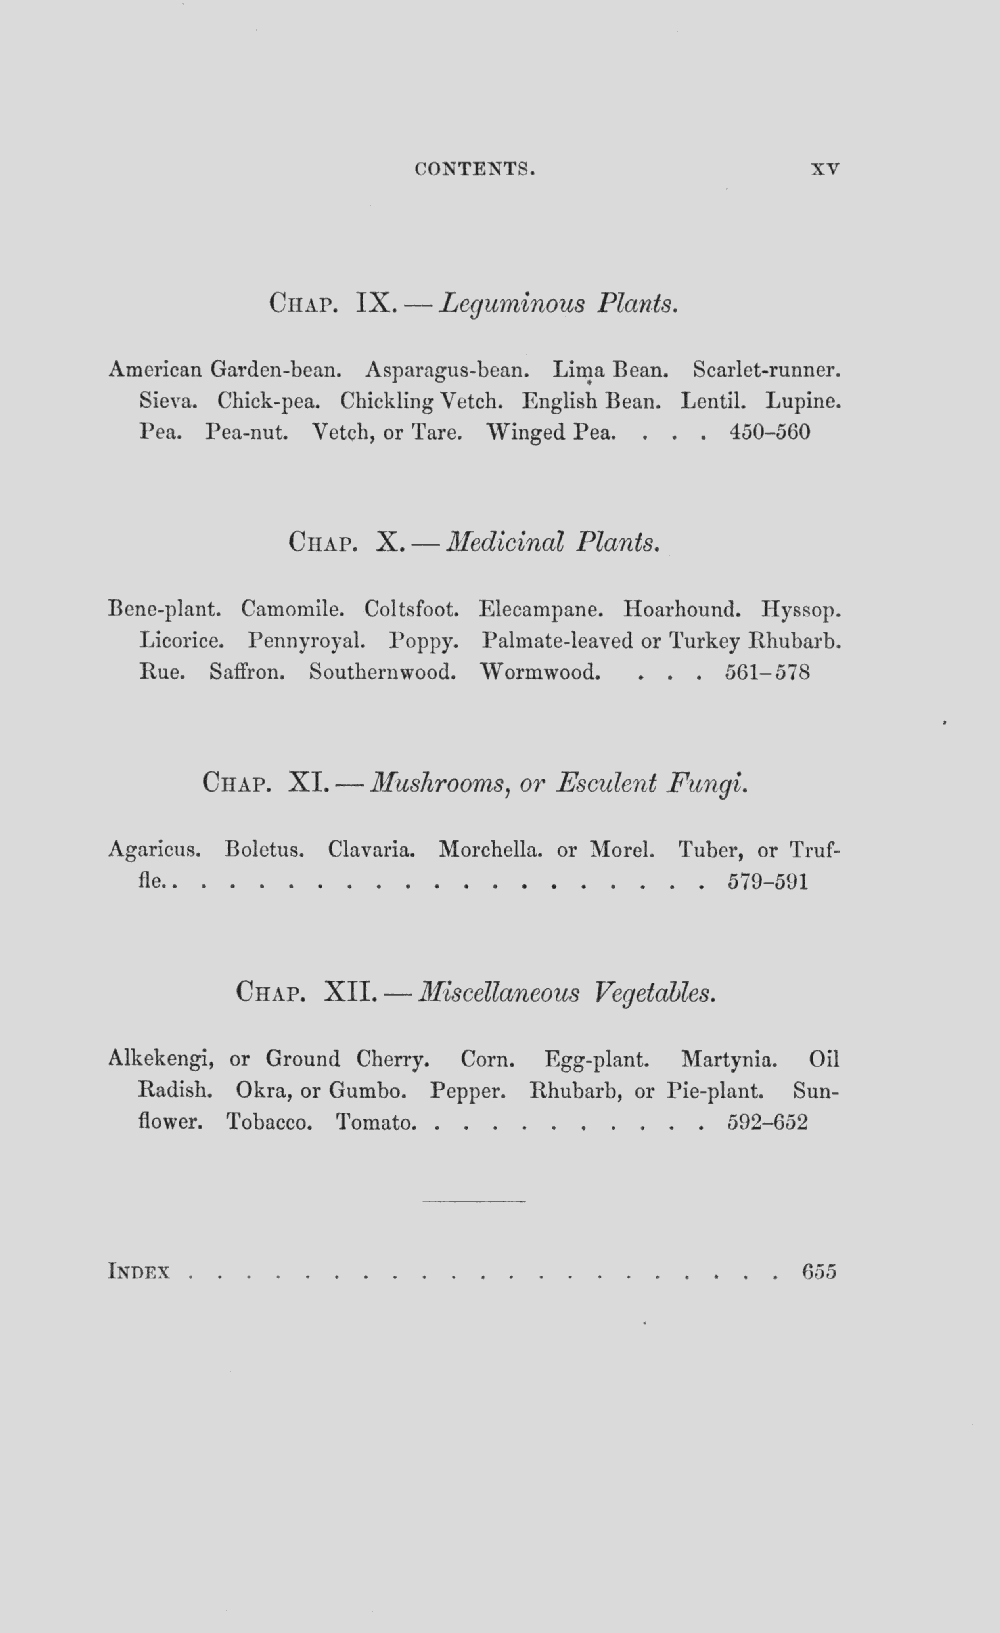 CONTENTS. XV
CHAP. IX. — Leguminous Plants.
American Garden-bean. Asparagus-bean. Lima Bean. Scarlet-runner.
Sieva. Chick-pea. Chickling Vetch. English Bean. Lentil. Lupine.
Pea. Pea-nut. Vetch, or Tare. Winged Pea. . . . 450–560
CHAP. X. — Medicinal Plants.
Bene-plant. Camomile. Coltsfoot. Elecampane. Hoarhound. Hyssop.
Licorice. Pennyroyal. Poppy. Palmate-leaved or Turkey Rhubarb.
Rue. Saffron. Southernwood. Wormwood. . . . 561–578
CHAP. XI. — Mushrooms, or Esculent Fungi.
Agaricus. Boletus. Clavaria. Morchella. or Morel. Tuber, or Truf-
fle. . . . . . . . . . . . . . . . . . . . 579–591
CHAP. XII. — Miscellaneous Vegetables.
Alkekengi, or Ground Cherry. Corn. Egg-plant. Martynia. Oil
Radish. Okra, or Gumbo. Pepper. Rhubarb, or Pie-plant. Sun-
flower. Tobacco. Tomato. . . . . . . . . . . 592–652
INDEX . . . . . . . . . . . . . . . . . . . . . 655